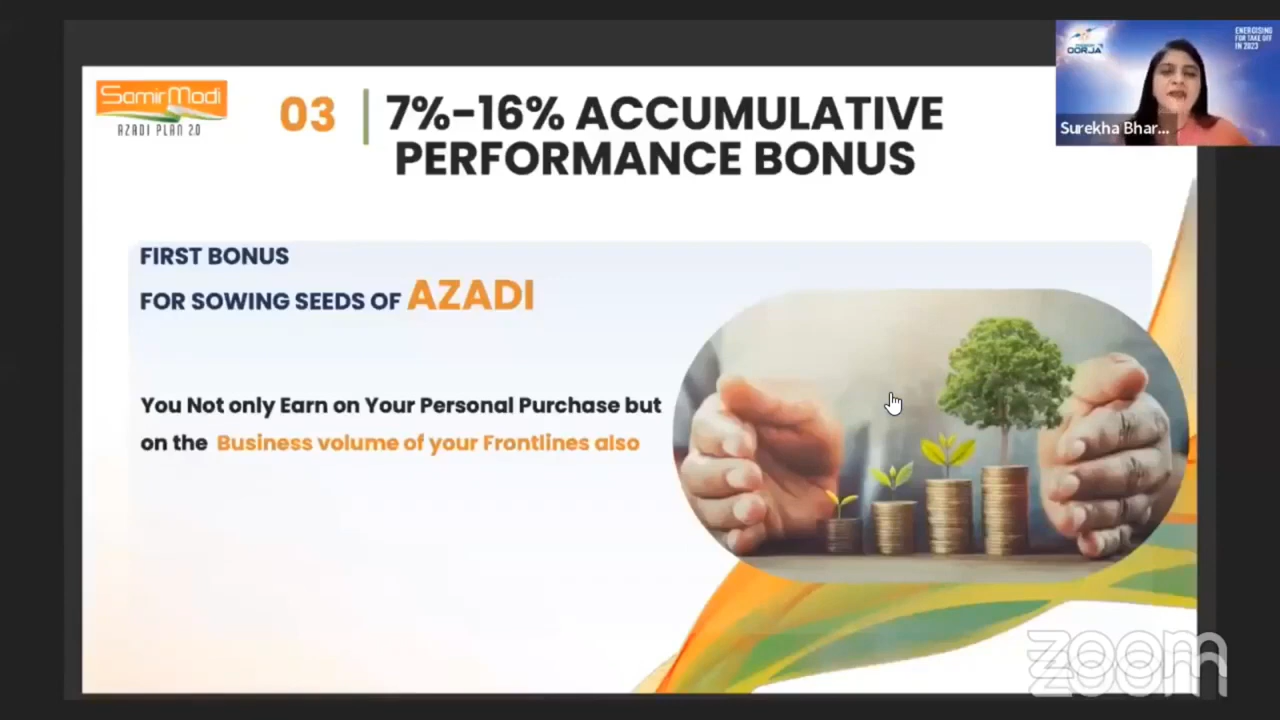 Samir Modi
AZADI PLAN 2.0
03
7%-16% ACCUMULATIVE
PERFORMANCE BONUS
OORJA
ENERGISING
FOR TAKE OFF
IN 2023
Surekha Bhar...
FIRST BONUS
FOR SOWING SEEDS OF AZADI
You Not only Earn on Your Personal Purchase but
on the Business volume of your Frontlines also
zoom
zoom